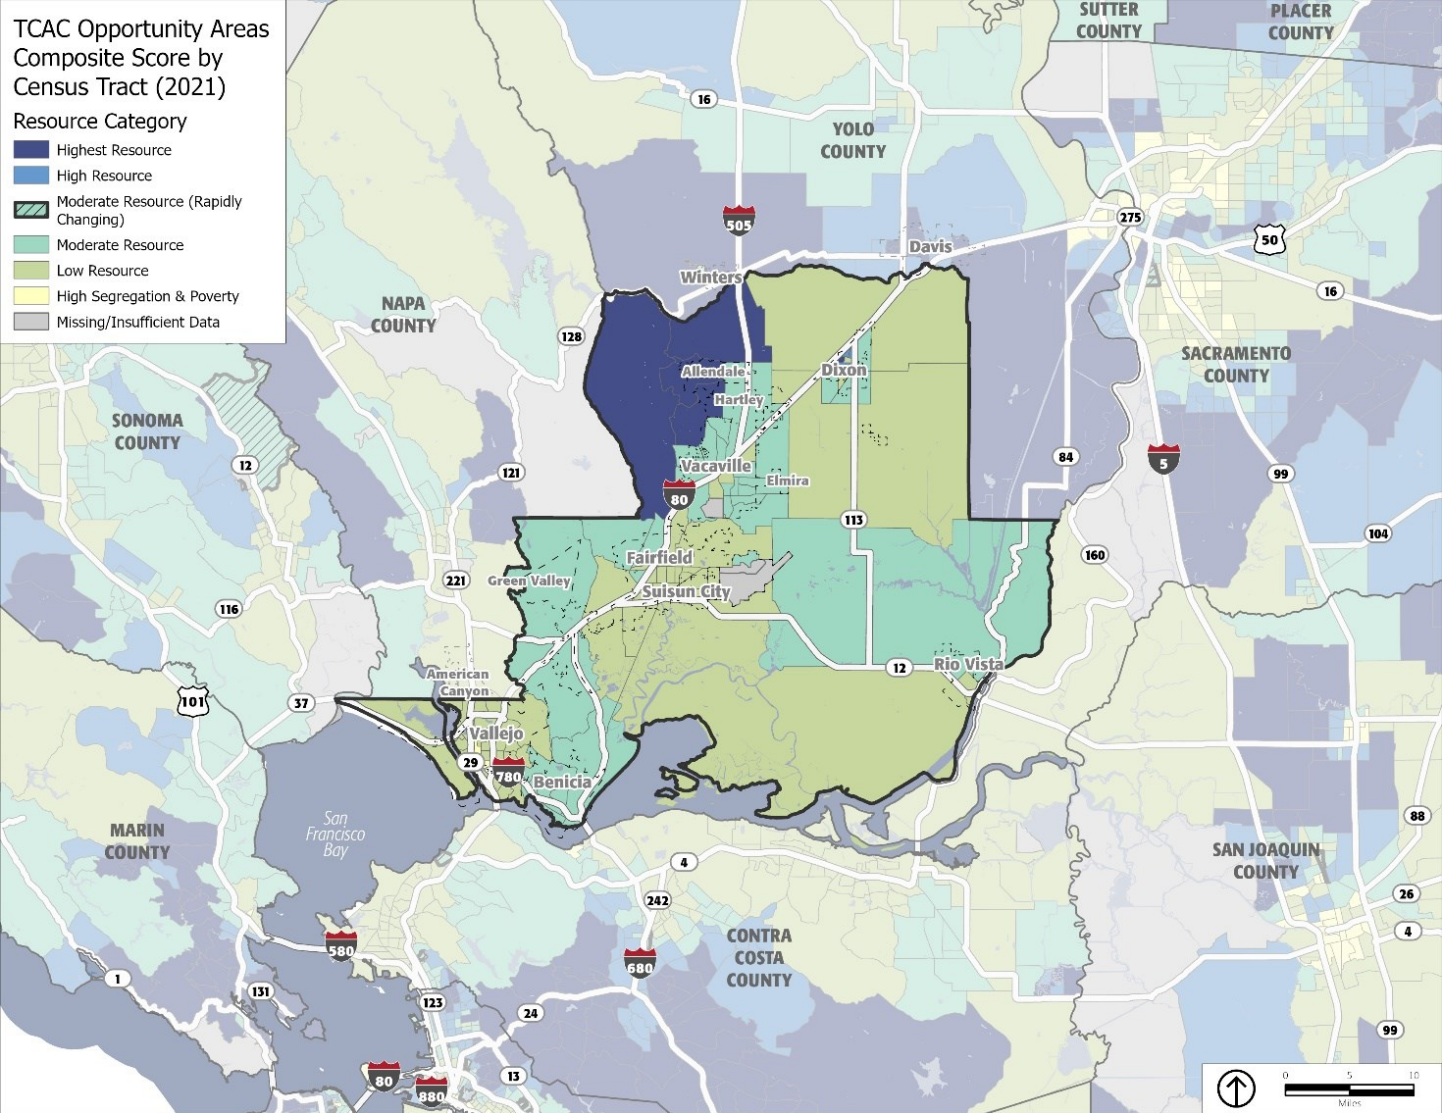 TCAC Opportunity Areas
Composite Score by
Census Tract (2021)
Resource Category
Highest Resource
High Resource
Moderate Resource (Rapidly
Changing)
Moderate Resource
Low Resource
High Segregation & Poverty
Missing/Insufficient Data
SUTTER
COUNTY
PLACER
COUNTY
16
YOLO
COUNTY
505
275
50
Davis
Winters
16
NAPA
COUNTY
128
SACRAMENTO
COUNTY
Allendale
Dixon
Hartley
SONOMA
COUNTY
12
121
Vacaville
Elmira
80
84
5
99
113
104
160
Fairfield
Green Valley
221
Suisun City
116
12
Rio Vista
American
Canyon
101
37
Vallejo
29
780
Benicia
San
Francisco
Bay
MARIN
COUNTY
88
SAN JOAQUIN
COUNTY
4
242
26
4
CONTRA
COSTA
COUNTY
580
680
1
131
123
24
99
13
80
880
0 5 10
Miles